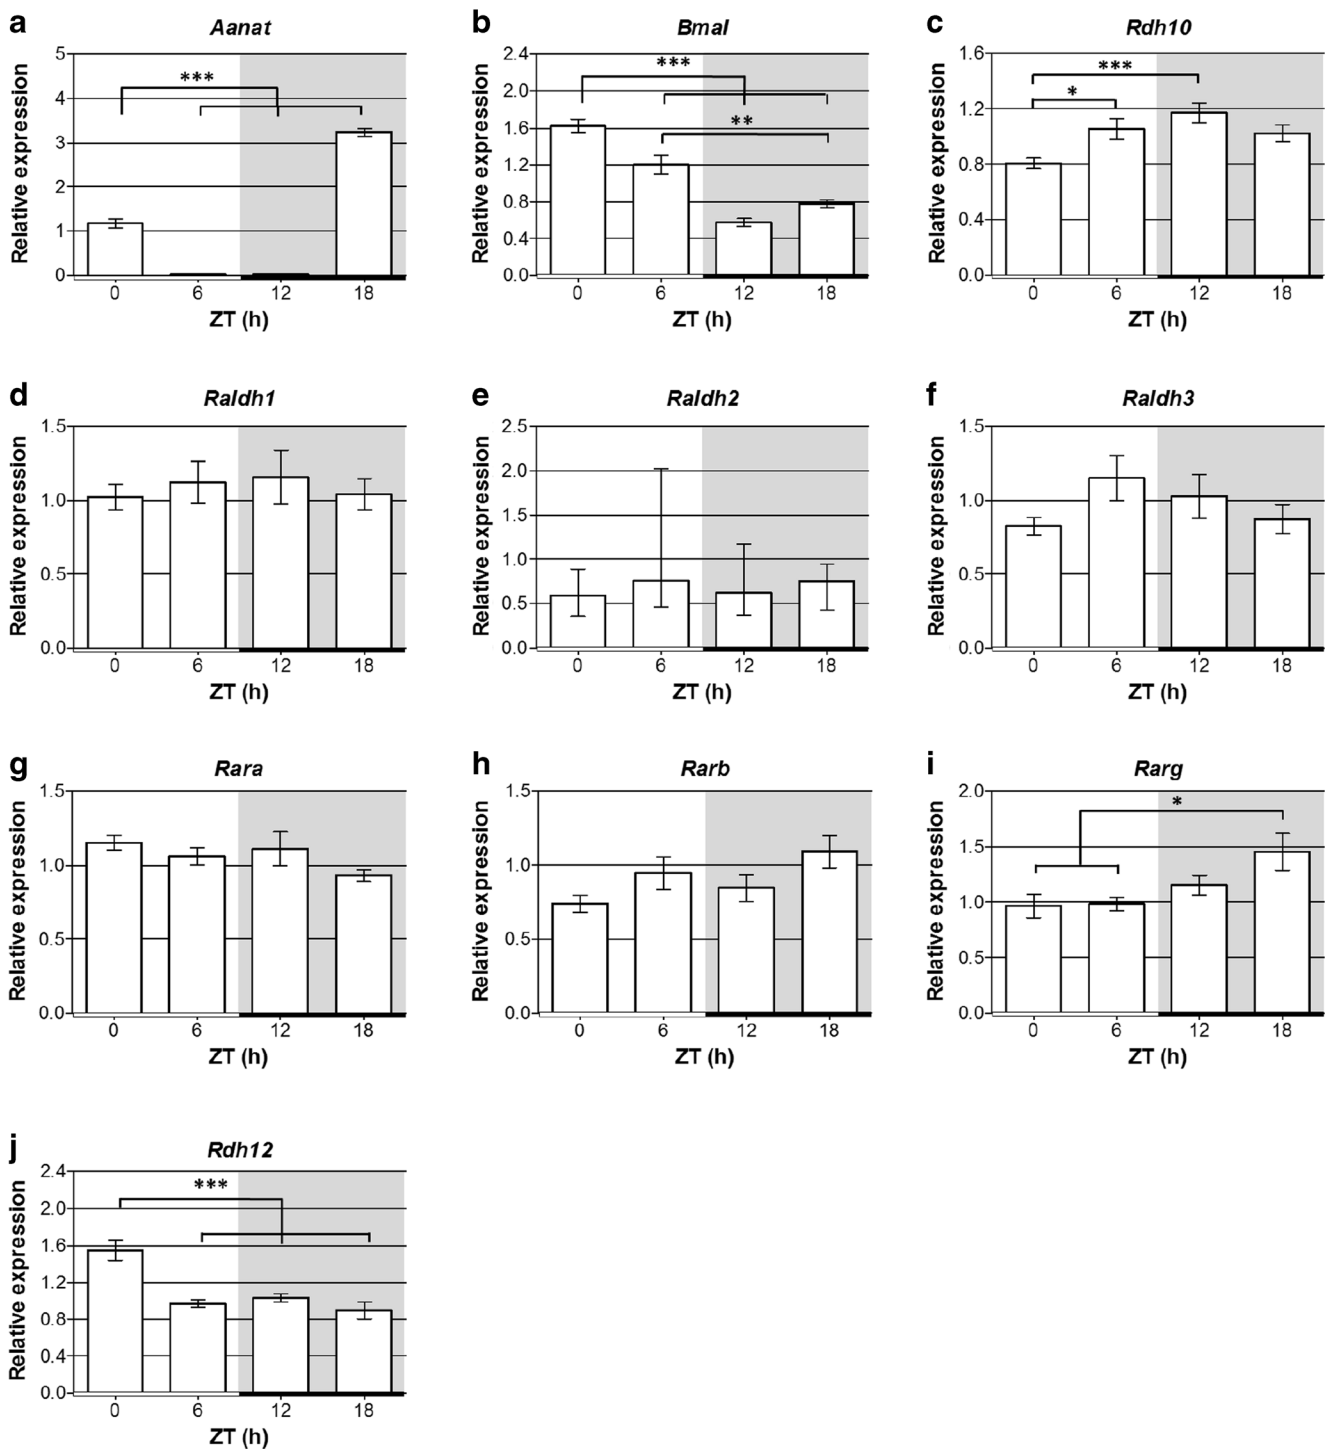 a Aanat
Relative expression
5
4
3
2
1
0
***
0 6 12 18
ZT (h)
b Bmal
Relative expression
2.4
2.0
1.6
1.2
0.8
0.4
0.0
***
**
0 6 12 18
ZT (h)
c Rdh10
Relative expression
1.6
1.2
0.8
0.4
0.0
***
*
0 6 12 18
ZT (h)
d Raldh1
Relative expression
1.5
1.0
0.5
0.0
0 6 12 18
ZT (h)
e Raldh2
Relative expression
2.5
2.0
1.5
1.0
0.5
0.0
0 6 12 18
ZT (h)
f Raldh3
Relative expression
1.5
1.0
0.5
0.0
0 6 12 18
ZT (h)
g Rara
Relative expression
1.5
1.0
0.5
0.0
0 6 12 18
ZT (h)
h Rarb
Relative expression
1.5
1.0
0.5
0.0
0 6 12 18
ZT (h)
i Rarg
Relative expression
2.0
1.5
1.0
0.5
0.0
*
0 6 12 18
ZT (h)
j Rdh12
Relative expression
2.4
2.0
1.6
1.2
0.8
0.4
0.0
***
0 6 12 18
ZT (h)